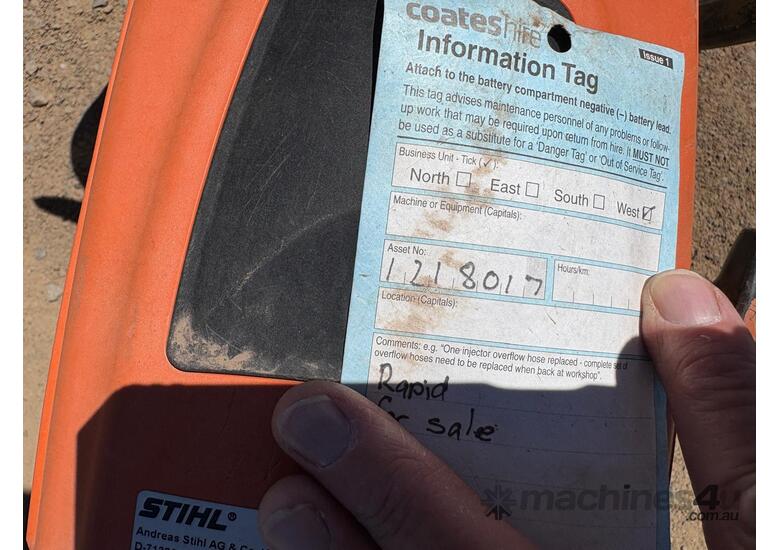 coateshire
Issue 1
Information Tag
Attach to the battery compartment negative (–) battery lead.
This tag advises maintenance personnel of any problems or follow-
up work that may be required upon return from hire. It MUST NOT
be used as a substitute for a 'Danger Tag' or 'Out of Service Tag'.
Business Unit - Tick (✓):
North ☐ East ☐ South ☐ West ☑
Machine or Equipment (Capitals):
Asset No: Hours/km:
1218017
Location (Capitals):
Comments: e.g. "One injector overflow hose replaced - complete set of
overflow hoses need to be replaced when back at workshop".
Rapid
for sale
STIHL®
Andreas Stihl AG & Co
machines4u
.com.au